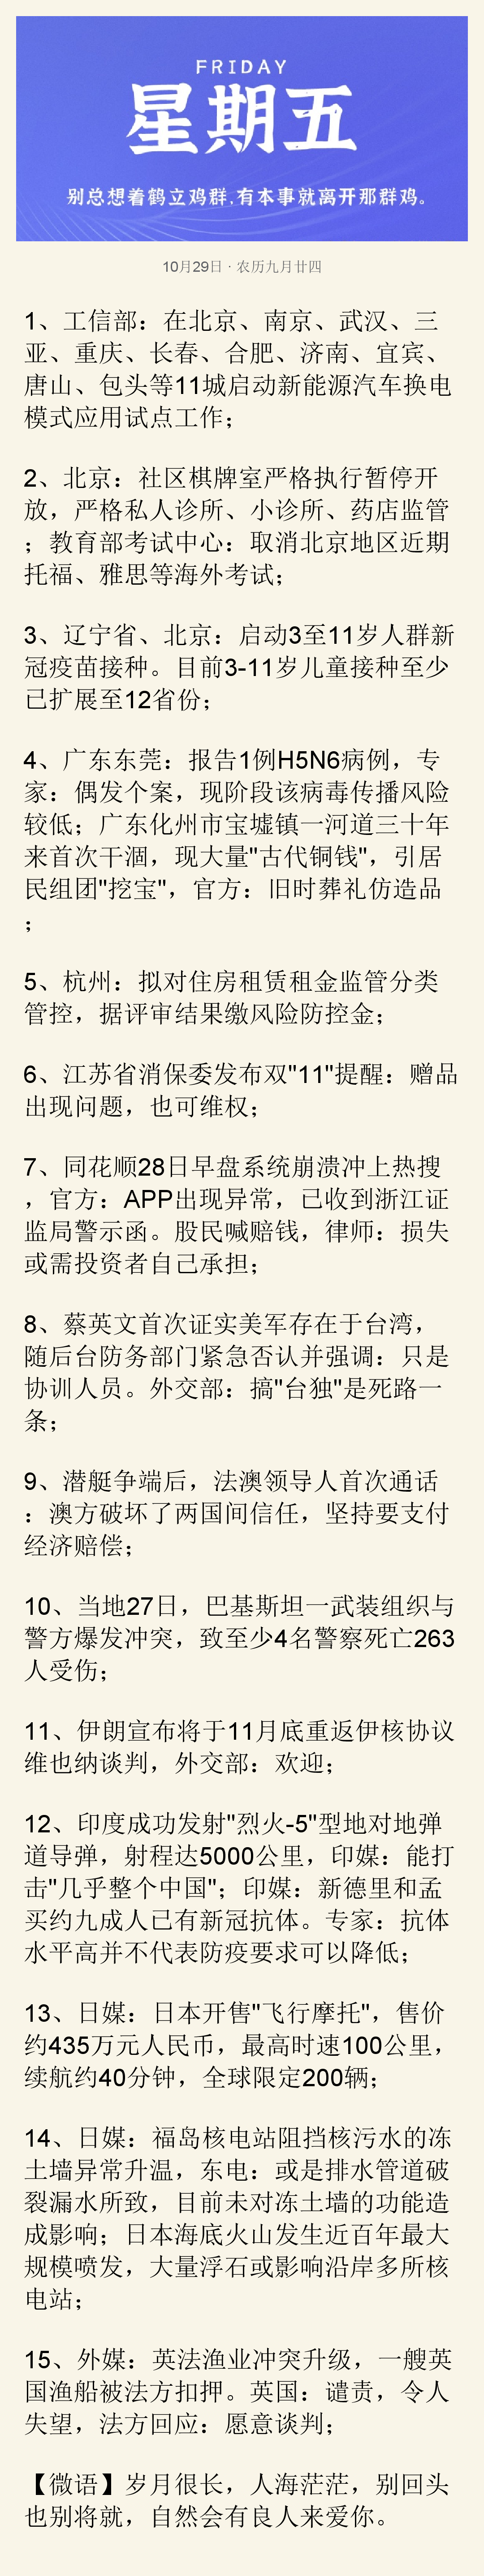 FRIDAY
星期五
别总想着鹤立鸡群,有本事就离开那群鸡。
10月29日 · 农历九月廿四
1、工信部：在北京、南京、武汉、三
亚、重庆、长春、合肥、济南、宜宾、
唐山、包头等11城启动新能源汽车换电
模式应用试点工作；
2、北京：社区棋牌室严格执行暂停开
放，严格私人诊所、小诊所、药店监管
；教育部考试中心：取消北京地区近期
托福、雅思等海外考试；
3、辽宁省、北京：启动3至11岁人群新
冠疫苗接种。目前3-11岁儿童接种至少
已扩展至12省份；
4、广东东莞：报告1例H5N6病例，专
家：偶发个案，现阶段该病毒传播风险
较低；广东化州市宝墟镇一河道三十年
来首次干涸，现大量"古代铜钱"，引居
民组团"挖宝"，官方：旧时葬礼仿造品
；
5、杭州：拟对住房租赁租金监管分类
管控，据评审结果缴风险防控金；
6、江苏省消保委发布双"11"提醒：赠品
出现问题，也可维权；
7、同花顺28日早盘系统崩溃冲上热搜
，官方：APP出现异常，已收到浙江证
监局警示函。股民喊赔钱，律师：损失
或需投资者自己承担；
8、蔡英文首次证实美军存在于台湾，
随后台防务部门紧急否认并强调：只是
协训人员。外交部：搞"台独"是死路一
条；
9、潜艇争端后，法澳领导人首次通话
：澳方破坏了两国间信任，坚持要支付
经济赔偿；
10、当地27日，巴基斯坦一武装组织与
警方爆发冲突，致至少4名警察死亡263
人受伤；
11、伊朗宣布将于11月底重返伊核协议
维也纳谈判，外交部：欢迎；
12、印度成功发射"烈火-5"型地对地弹
道导弹，射程达5000公里，印媒：能打
击"几乎整个中国"；印媒：新德里和孟
买约九成人已有新冠抗体。专家：抗体
水平高并不代表防疫要求可以降低；
13、日媒：日本开售"飞行摩托"，售价
约435万元人民币，最高时速100公里，
续航约40分钟，全球限定200辆；
14、日媒：福岛核电站阻挡核污水的冻
土墙异常升温，东电：或是排水管道破
裂漏水所致，目前未对冻土墙的功能造
成影响；日本海底火山发生近百年最大
规模喷发，大量浮石或影响沿岸多所核
电站；
15、外媒：英法渔业冲突升级，一艘英
国渔船被法方扣押。英国：谴责，令人
失望，法方回应：愿意谈判；
【微语】岁月很长，人海茫茫，别回头
也别将就，自然会有良人来爱你。